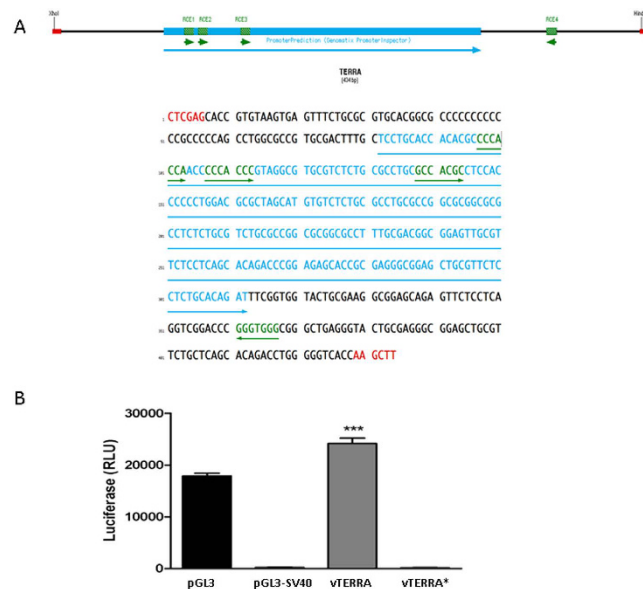 A
XhoI
RCE1 RCE2 RCE3 RCE4
Hind
PromoterPrediction (Genomatix PromoterInspector)
TERRA
(434bp)
CTCGAGCACC GTGTAAGTGA GTTTCTGCGC GTGCACGGCG CCCCCCCCCC
CCGCCCCCAG CCTGGCGCCG TGCGACTTTGC CTCCTGCACC ACACGCCCCA
CCAACCCCCA CCCGTAGGCG TGCGTCTCTG CGCCTGCGCC ACGCCTCCAC
CCCCCTGGAC GCGCTAGCAT GTGTCTCTGC GCCTGCGCCG GCGCGGCGCG
CCTCTCTGCG TCTGCGCCGG CGCGGCGCCT TTGCGACGGC GGAGTTGCGT
TCTCCTCAGC ACAGACCCGG AGAGCACCGC GAGGGCGGAG CTGCGTTCTC
CTCTGCACAG ATTTCGGTGG TACTGCGAAG GCGGAGCAGA GTTCTCCTCA
GGTCGGACCC GGGTGGGCGG GCTGAGGGTA CTGCGAGGGC GGAGCTGCGT
TCTGCTCAGC ACAGACCTGG GGGTCACCAA GCTT
B
Luciferase (RLU)
30000
20000
10000
0
***
pGL3 pGL3-SV40 vTERRA vTERRA*